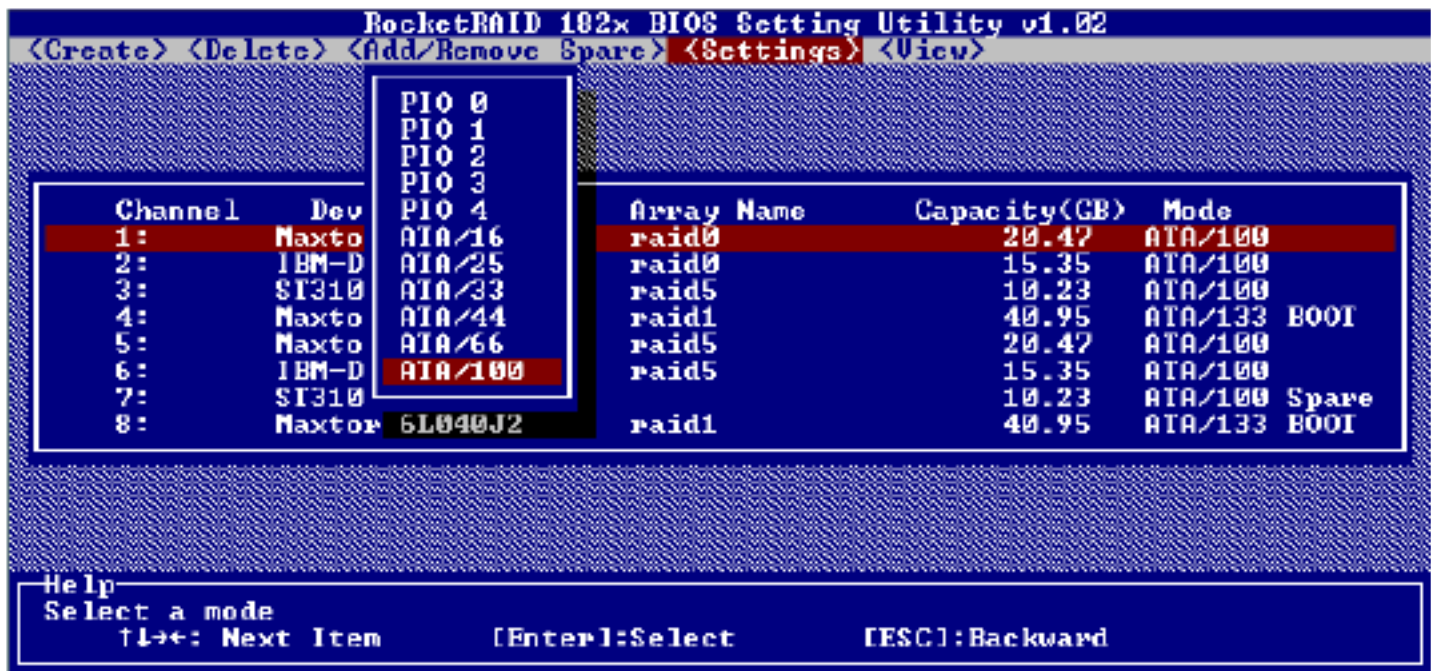 RocketRAID 182x BIOS Setting Utility v1.02
<Create> <Delete> <Add/Remove Spare> <Settings> <View>
PIO 0
PIO 1
PIO 2
PIO 3
PIO 4
ATA/16
ATA/25
ATA/33
ATA/44
ATA/66
ATA/100
Channel Dev Array Name Capacity(GB) Mode
1: Maxto raid0 20.47 ATA/100
2: IBM-D raid0 15.35 ATA/100
3: ST310 raid5 10.23 ATA/100
4: Maxto raid1 40.95 ATA/133 BOOT
5: Maxto raid5 20.47 ATA/100
6: IBM-D raid5 15.35 ATA/100
7: ST310 10.23 ATA/100 Spare
8: Maxtor 6L040J2 raid1 40.95 ATA/133 BOOT
Help
Select a mode
↑↓→←: Next Item [Enter]:Select [ESC]:Backward